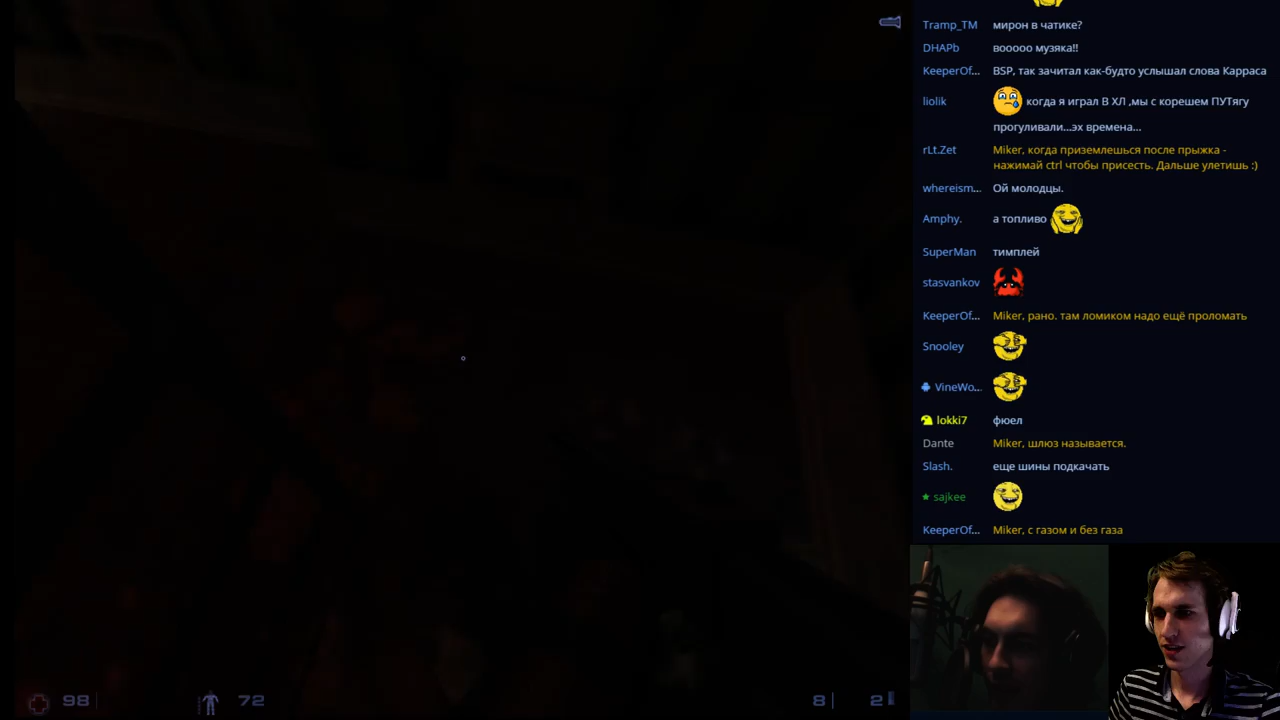 Tramp_TM мирон в чатике?
DHAPb вооооо музяка!!
KeeperOf... BSP, так зачитал как-будто услышал слова Карраса
liolik когда я играл В ХЛ ,мы с корешем ПУТягу
прогуливали...эх времена...
rLt.Zet Miker, когда приземлешься после прыжка -
нажимай ctrl чтобы присесть. Дальше улетишь :)
whereism... Ой молодцы.
Amphy. а топливо
SuperMan тимплей
stasvankov
KeeperOf... Miker, рано. там ломиком надо ещё проломать
Snooley
VineWo...
lokki7 фюел
Dante Miker, шлюз называется.
Slash. еще шины подкачать
sajkee
KeeperOf... Miker, с газом и без газа
98 72 8 2